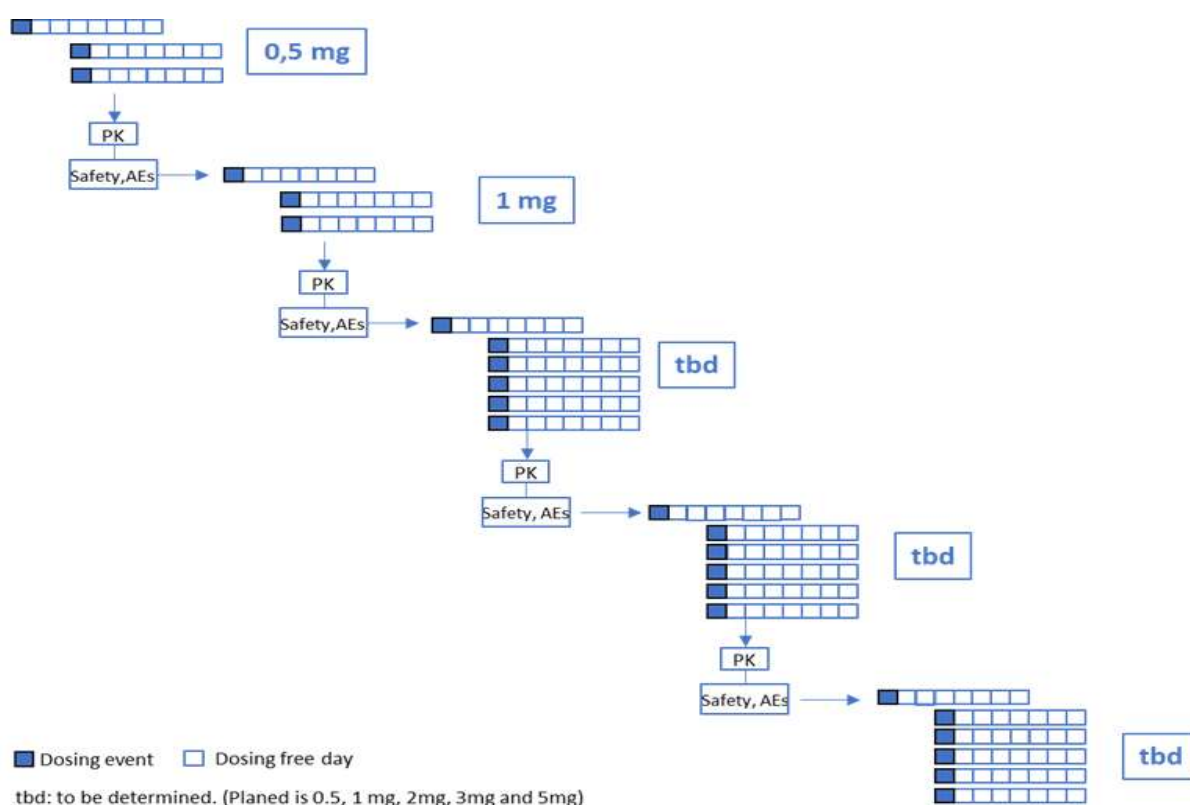 0,5 mg
PK
Safety,AEs
1 mg
PK
Safety,AEs
tbd
PK
Safety, AEs
tbd
PK
Safety, AEs
tbd
Dosing event Dosing free day
tbd: to be determined. (Planed is 0.5, 1 mg, 2mg, 3mg and 5mg)